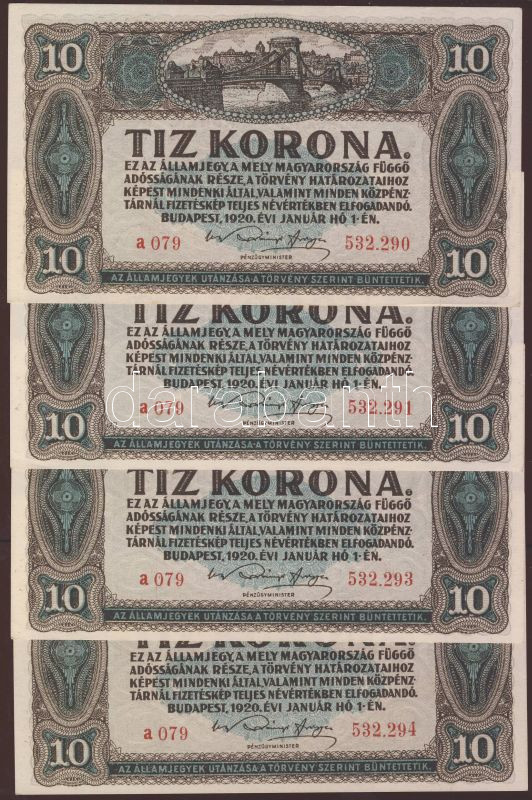 10 10
TIZ KORONA.
EZ AZ ÁLLAMJEGY, A MELY MAGYARORSZÁG FÜGGŐ
ADÓSSÁGÁNAK RÉSZE, A TÖRVÉNY HATÁROZATAIHOZ
KÉPEST MINDENKI ÁLTAL, VALAMINT MINDEN KÖZPÉNZ-
TÁRNÁL FIZETÉSKÉP TELJES NÉVÉRTÉKBEN ELFOGADANDÓ.
BUDAPEST, 1920. ÉVI JANUÁR HÓ 1-ÉN.
a 079 532.290
PÉNZÜGYMINISTER
10 10
AZ ÁLLAMJEGYEK UTÁNZÁSA A TÖRVÉNY SZERINT BÜNTETTETIK.
TIZ KORONA.
EZ AZ ÁLLAMJEGY, A MELY MAGYARORSZÁG FÜGGŐ
ADÓSSÁGÁNAK RÉSZE, A TÖRVÉNY HATÁROZATAIHOZ
KÉPEST MINDENKI ÁLTAL, VALAMINT MINDEN KÖZPÉNZ-
TÁRNÁL FIZETÉSKÉP TELJES NÉVÉRTÉKBEN ELFOGADANDÓ.
BUDAPEST, 1920. ÉVI JANUÁR HÓ 1-ÉN.
darabanth
a 079 532.291
PÉNZÜGYMINISTER
10 10
AZ ÁLLAMJEGYEK UTÁNZÁSA A TÖRVÉNY SZERINT BÜNTETTETIK.
TIZ KORONA.
EZ AZ ÁLLAMJEGY, A MELY MAGYARORSZÁG FÜGGŐ
ADÓSSÁGÁNAK RÉSZE, A TÖRVÉNY HATÁROZATAIHOZ
KÉPEST MINDENKI ÁLTAL, VALAMINT MINDEN KÖZPÉNZ-
TÁRNÁL FIZETÉSKÉP TELJES NÉVÉRTÉKBEN ELFOGADANDÓ.
BUDAPEST, 1920. ÉVI JANUÁR HÓ 1-ÉN.
a 079 532.293
PÉNZÜGYMINISTER
10 10
AZ ÁLLAMJEGYEK UTÁNZÁSA A TÖRVÉNY SZERINT BÜNTETTETIK.
TIZ KORONA.
EZ AZ ÁLLAMJEGY, A MELY MAGYARORSZÁG FÜGGŐ
ADÓSSÁGÁNAK RÉSZE, A TÖRVÉNY HATÁROZATAIHOZ
KÉPEST MINDENKI ÁLTAL, VALAMINT MINDEN KÖZPÉNZ-
TÁRNÁL FIZETÉSKÉP TELJES NÉVÉRTÉKBEN ELFOGADANDÓ.
BUDAPEST, 1920. ÉVI JANUÁR HÓ 1-ÉN.
a 079 532.294
PÉNZÜGYMINISTER
10 10
AZ ÁLLAMJEGYEK UTÁNZÁSA A TÖRVÉNY SZERINT BÜNTETTETIK.